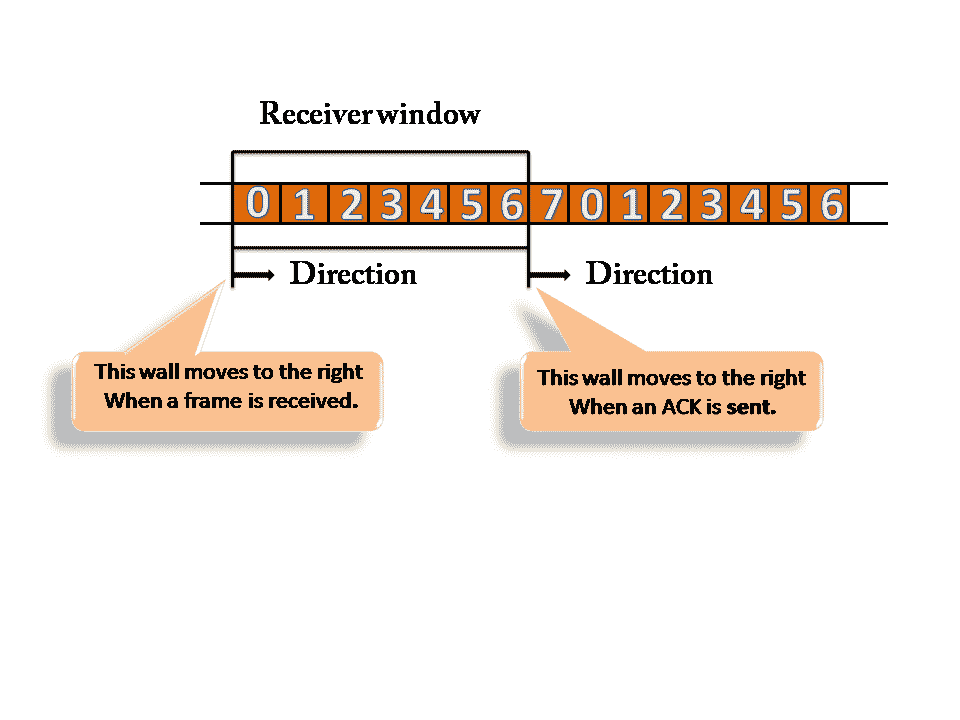 Receiver window
0 1 2 3 4 5 6 7 0 1 2 3 4 5 6
Direction Direction
This wall moves to the right
When a frame is received.
This wall moves to the right
When an ACK is sent.